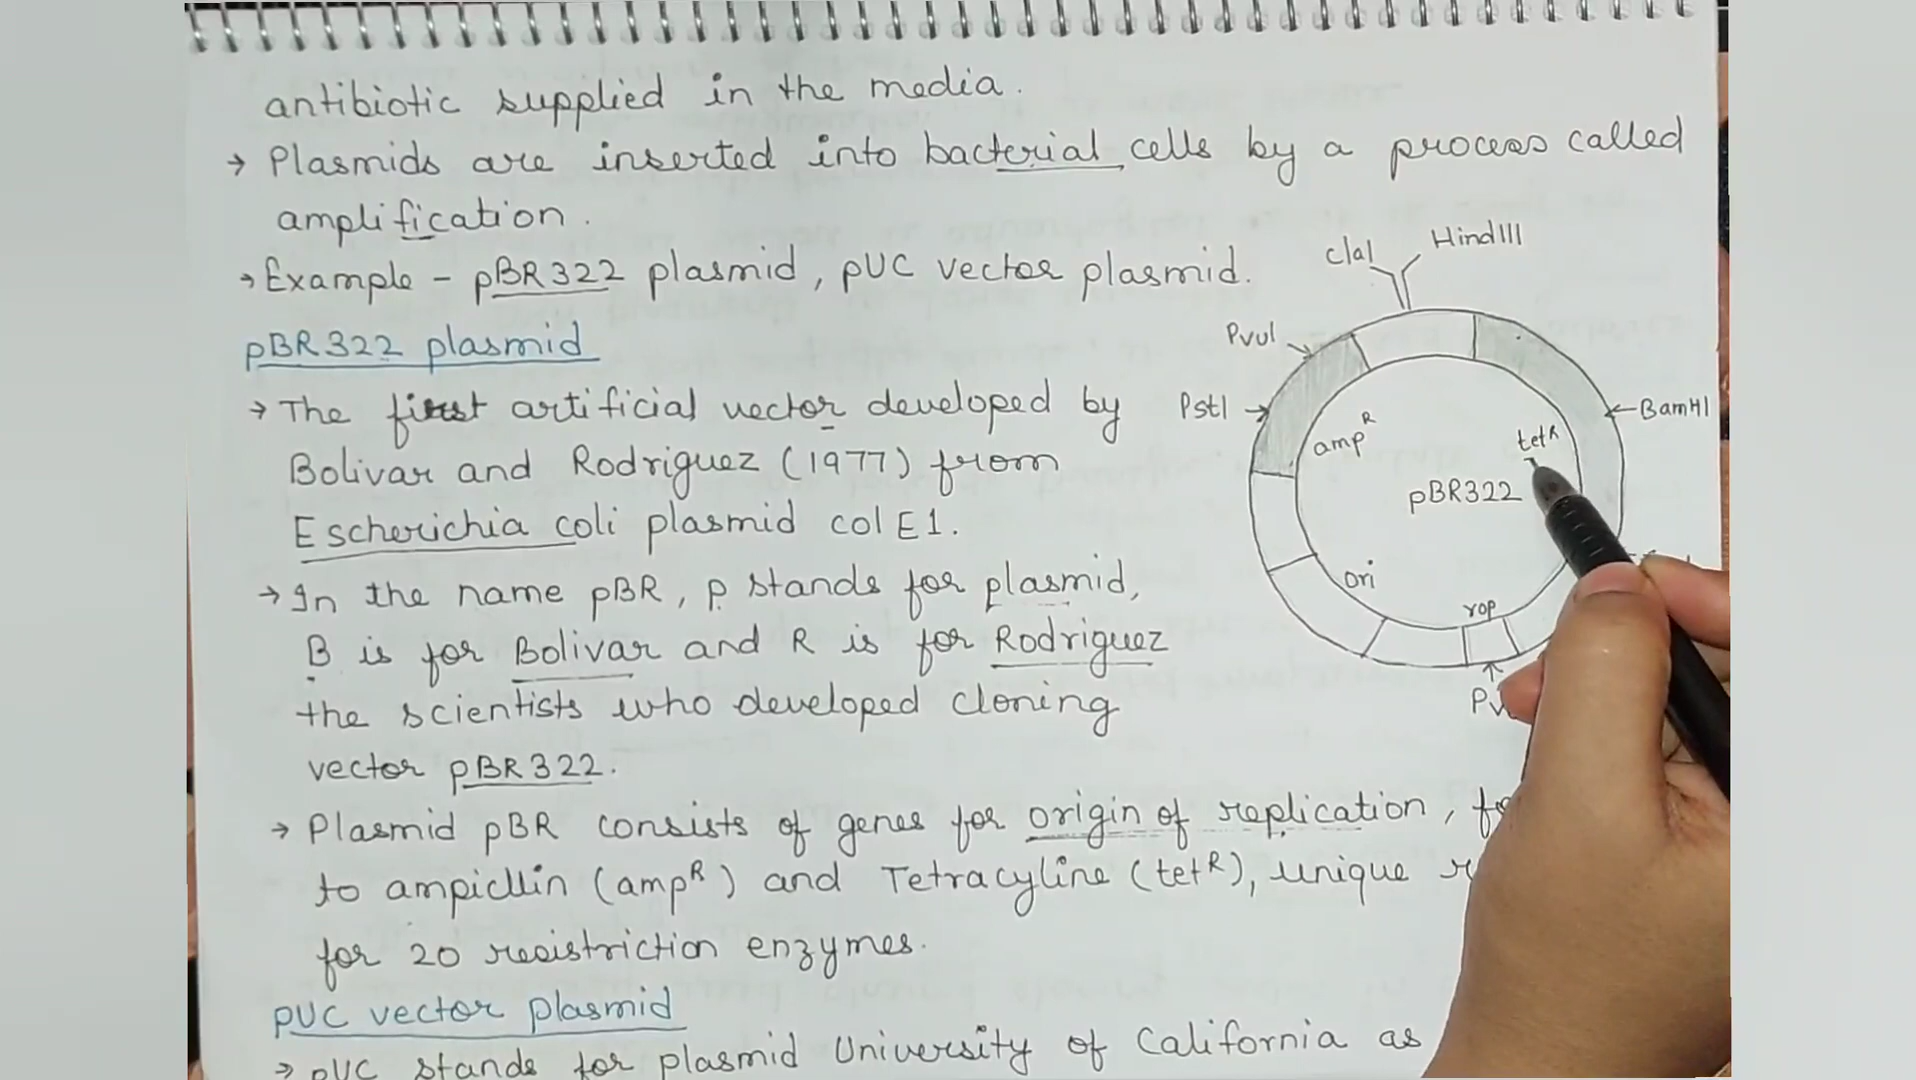 antibiotic supplied in the media.
→ Plasmids are inserted into bacterial cells by a process called
amplification.
→ Example - pBR322 plasmid, pUC vector plasmid.
pBR322 plasmid
→ The first artificial vector developed by
Bolivar and Rodriguez (1977) from
Escherichia coli plasmid col E1.
→ In the name pBR, p stands for plasmid,
B is for Bolivar and R is for Rodriguez
the scientists who developed cloning
vector pBR322.
→ Plasmid pBR consists of genes for origin of replication,
to ampicllin (ampR) and Tetracyline (tetR), unique
for 20 reoistriction enzymes.
pUC vector plasmid
→ pUC stands for plasmid University of California as
ClaI
HindIII
PvuI
PstI
BamHI
ampR
tetR
pBR322
ori
rop